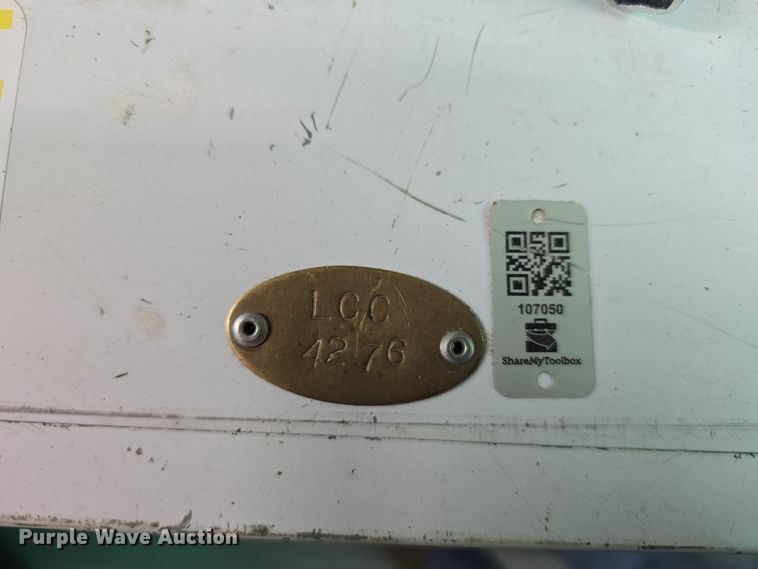 LCC
4276
107050
ShareMyToolbox
Purple Wave Auction